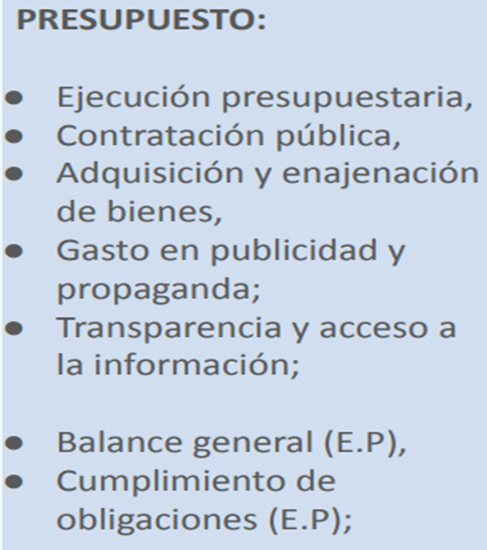 PRESUPUESTO:
● Ejecución presupuestaria,
● Contratación pública,
● Adquisición y enajenación
de bienes,
● Gasto en publicidad y
propaganda;
● Transparencia y acceso a
la información;
● Balance general (E.P),
● Cumplimiento de
obligaciones (E.P);